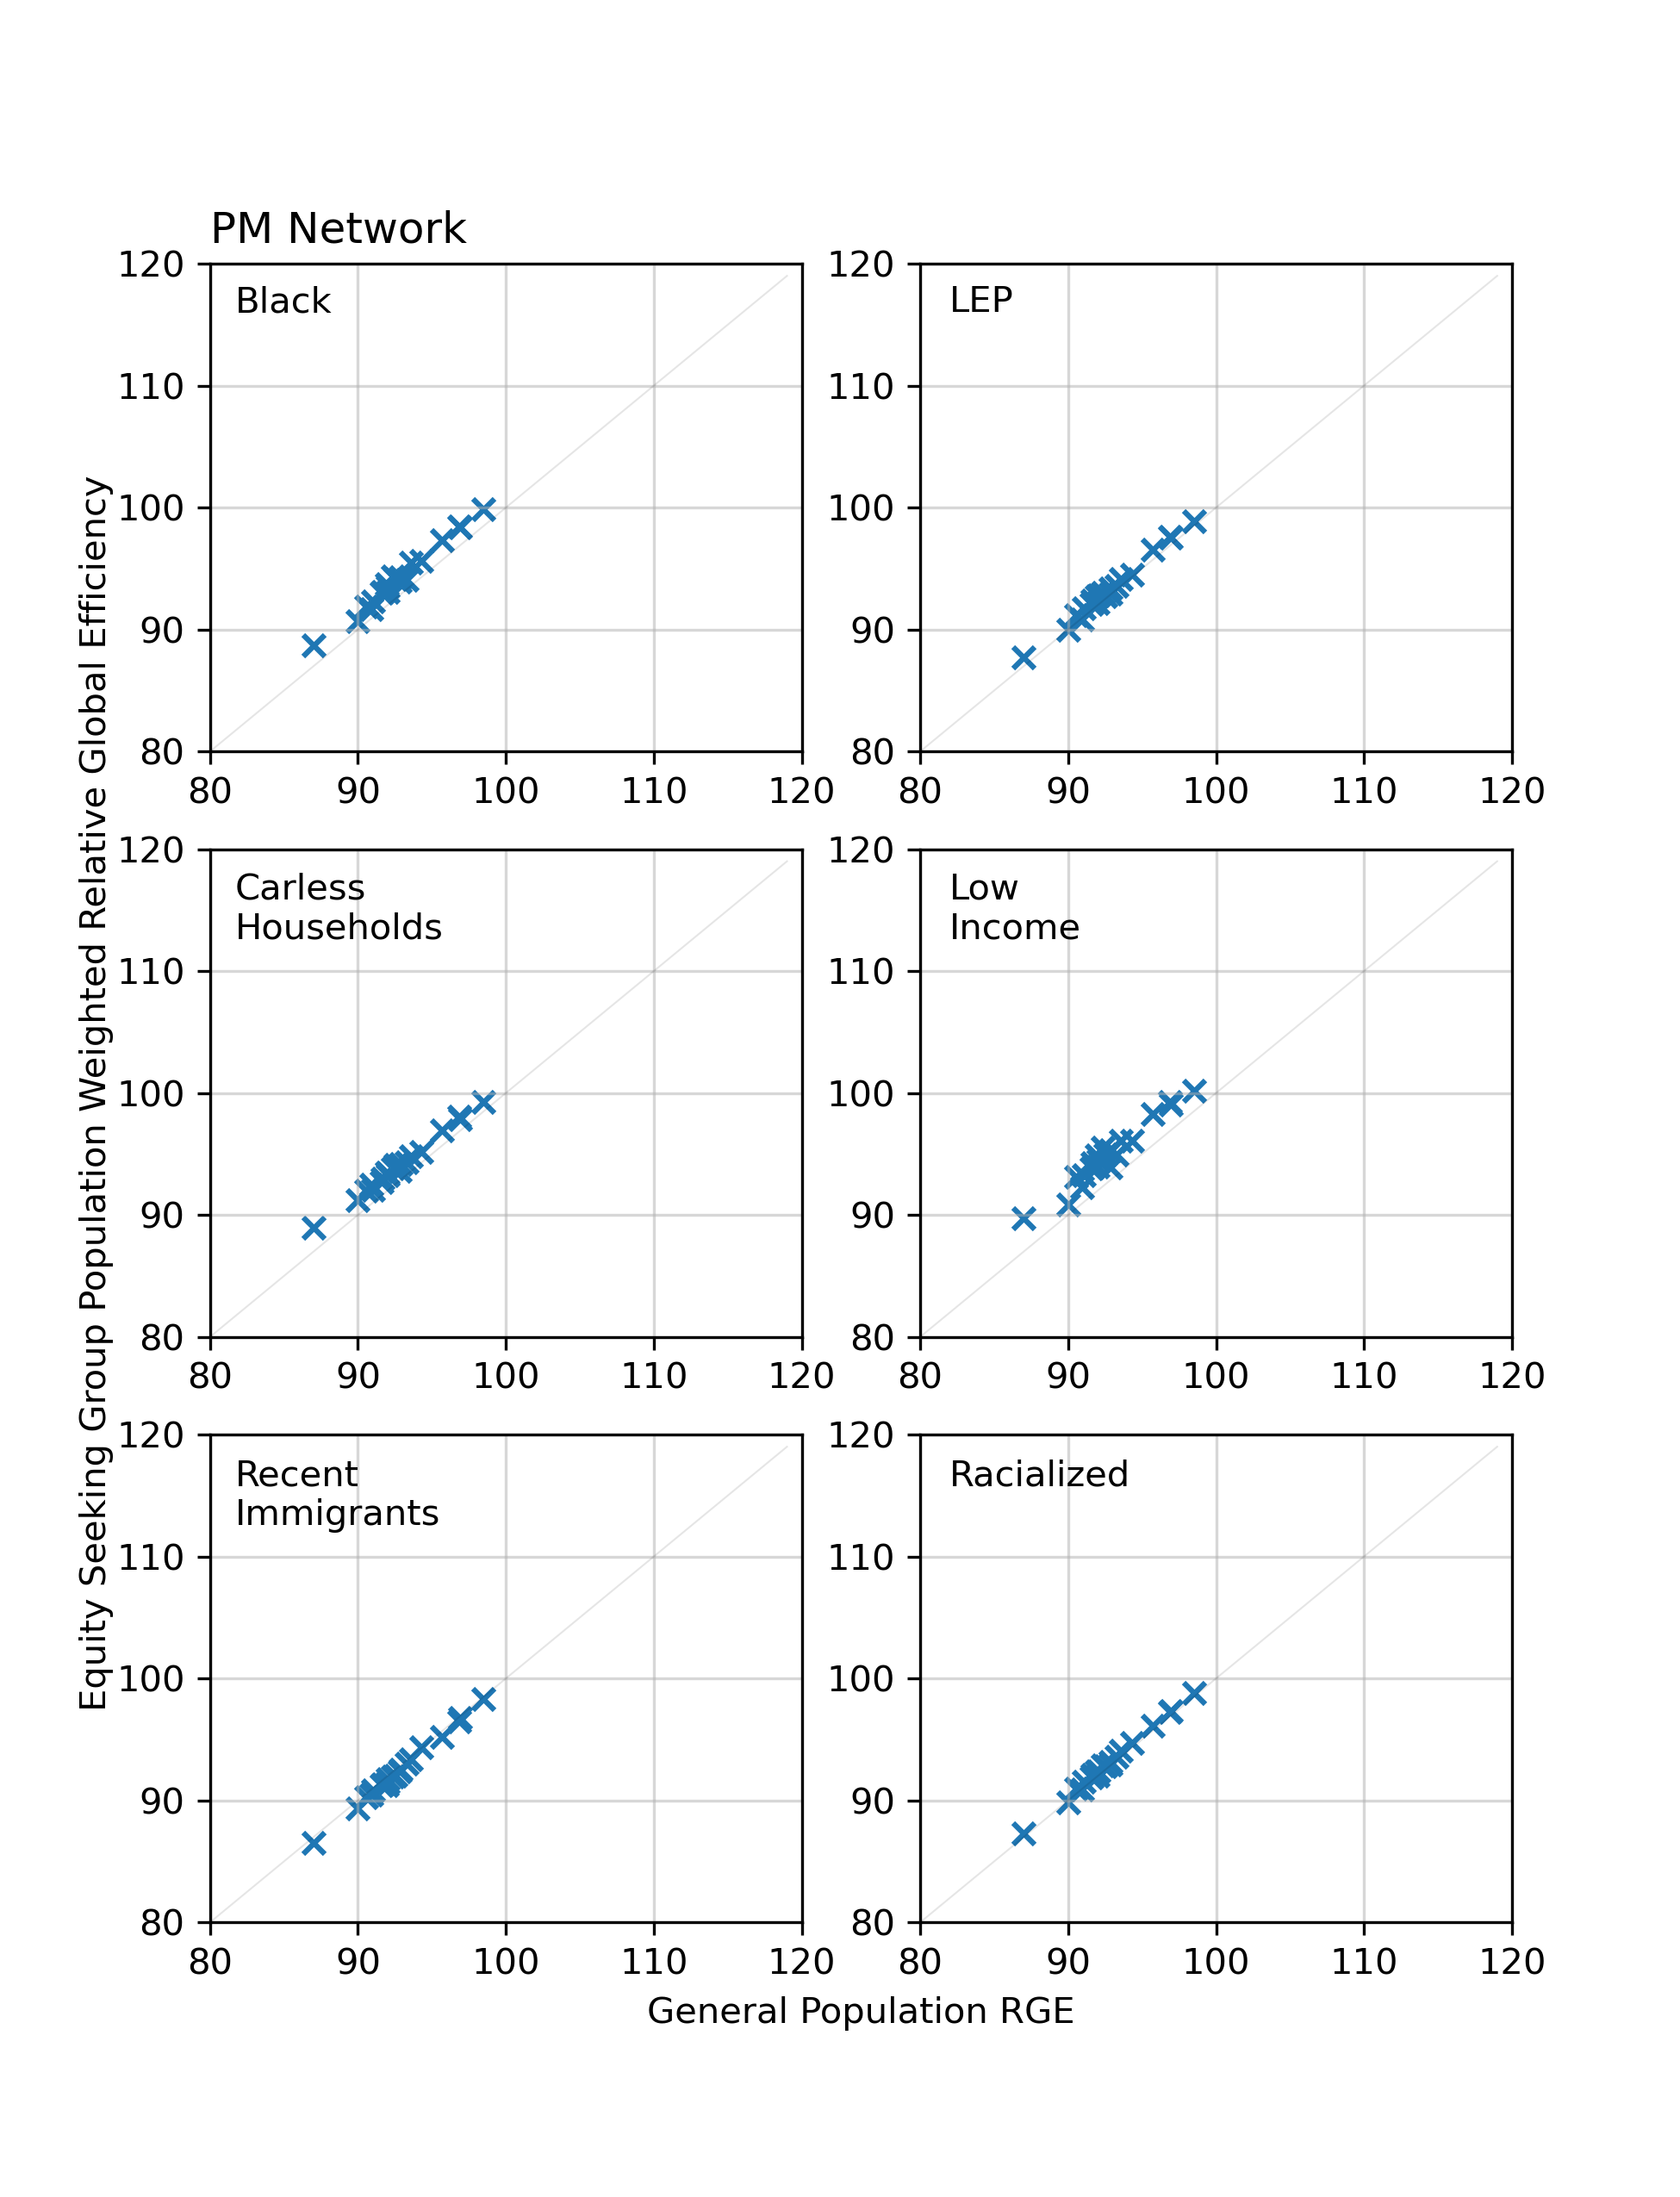 PM Network
Equity Seeking Group Population Weighted Relative Global Efficiency
Black
120
110
100
90
80
80 90 100 110 120
LEP
120
110
100
90
80
80 90 100 110 120
Carless
Households
120
110
100
90
80
80 90 100 110 120
Low
Income
120
110
100
90
80
80 90 100 110 120
Recent
Immigrants
120
110
100
90
80
80 90 100 110 120
Racialized
120
110
100
90
80
80 90 100 110 120
General Population RGE